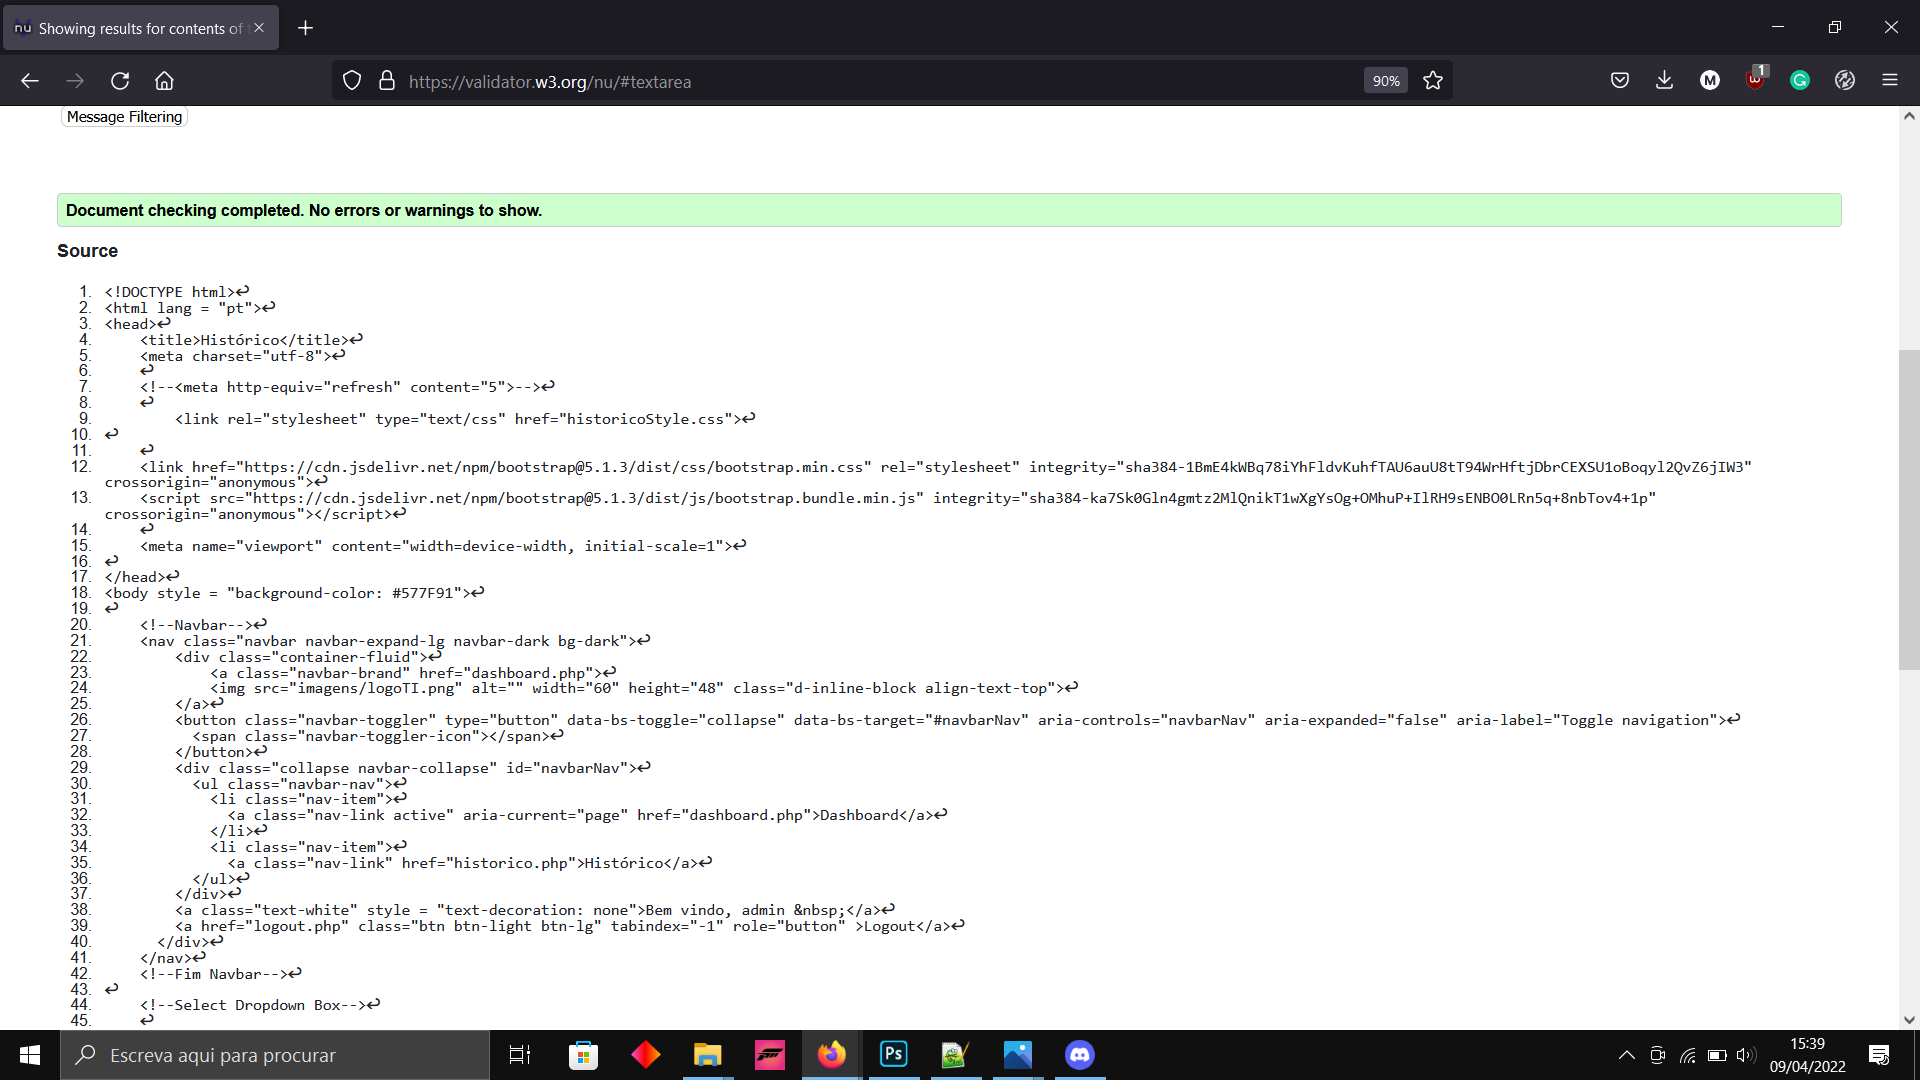 nu Showing results for contents of t
https://validator.w3.org/nu/#textarea
90%
M
1
G
Message Filtering
Document checking completed. No errors or warnings to show.
Source
1. <!DOCTYPE html>↩
2. <html lang = "pt">↩
3. <head>↩
4. <title>Histórico</title>↩
5. <meta charset="utf-8">↩
6. ↩
7. <!--<meta http-equiv="refresh" content="5">-->↩
8. ↩
9. <link rel="stylesheet" type="text/css" href="historicoStyle.css">↩
10. ↩
11. ↩
12. <link href="https://cdn.jsdelivr.net/npm/bootstrap@5.1.3/dist/css/bootstrap.min.css" rel="stylesheet" integrity="sha384-1BmE4kWBq78iYhFldvKuhfTAU6auU8tT94WrHftjDbrCEXSU1oBoqyl2QvZ6jIW3"
crossorigin="anonymous">↩
13. <script src="https://cdn.jsdelivr.net/npm/bootstrap@5.1.3/dist/js/bootstrap.bundle.min.js" integrity="sha384-ka7Sk0Gln4gmtz2MlQnikT1wXgYsOg+OMhuP+IlRH9sENBO0LRn5q+8nbTov4+1p"
crossorigin="anonymous"></script>↩
14. ↩
15. <meta name="viewport" content="width=device-width, initial-scale=1">↩
16. ↩
17. </head>↩
18. <body style = "background-color: #577F91">↩
19. ↩
20. <!--Navbar-->↩
21. <nav class="navbar navbar-expand-lg navbar-dark bg-dark">↩
22. <div class="container-fluid">↩
23. <a class="navbar-brand" href="dashboard.php">↩
24. <img src="imagens/logoTI.png" alt="" width="60" height="48" class="d-inline-block align-text-top">↩
25. </a>↩
26. <button class="navbar-toggler" type="button" data-bs-toggle="collapse" data-bs-target="#navbarNav" aria-controls="navbarNav" aria-expanded="false" aria-label="Toggle navigation">↩
27. <span class="navbar-toggler-icon"></span>↩
28. </button>↩
29. <div class="collapse navbar-collapse" id="navbarNav">↩
30. <ul class="navbar-nav">↩
31. <li class="nav-item">↩
32. <a class="nav-link active" aria-current="page" href="dashboard.php">Dashboard</a>↩
33. </li>↩
34. <li class="nav-item">↩
35. <a class="nav-link" href="historico.php">Histórico</a>↩
36. </ul>↩
37. </div>↩
38. <a class="text-white" style = "text-decoration: none">Bem vindo, admin &nbsp;</a>↩
39. <a href="logout.php" class="btn btn-light btn-lg" tabindex="-1" role="button" >Logout</a>↩
40. </div>↩
41. </nav>↩
42. <!--Fim Navbar-->↩
43. ↩
44. <!--Select Dropdown Box-->↩
45. ↩
Escreva aqui para procurar
Ps
15:39
09/04/2022